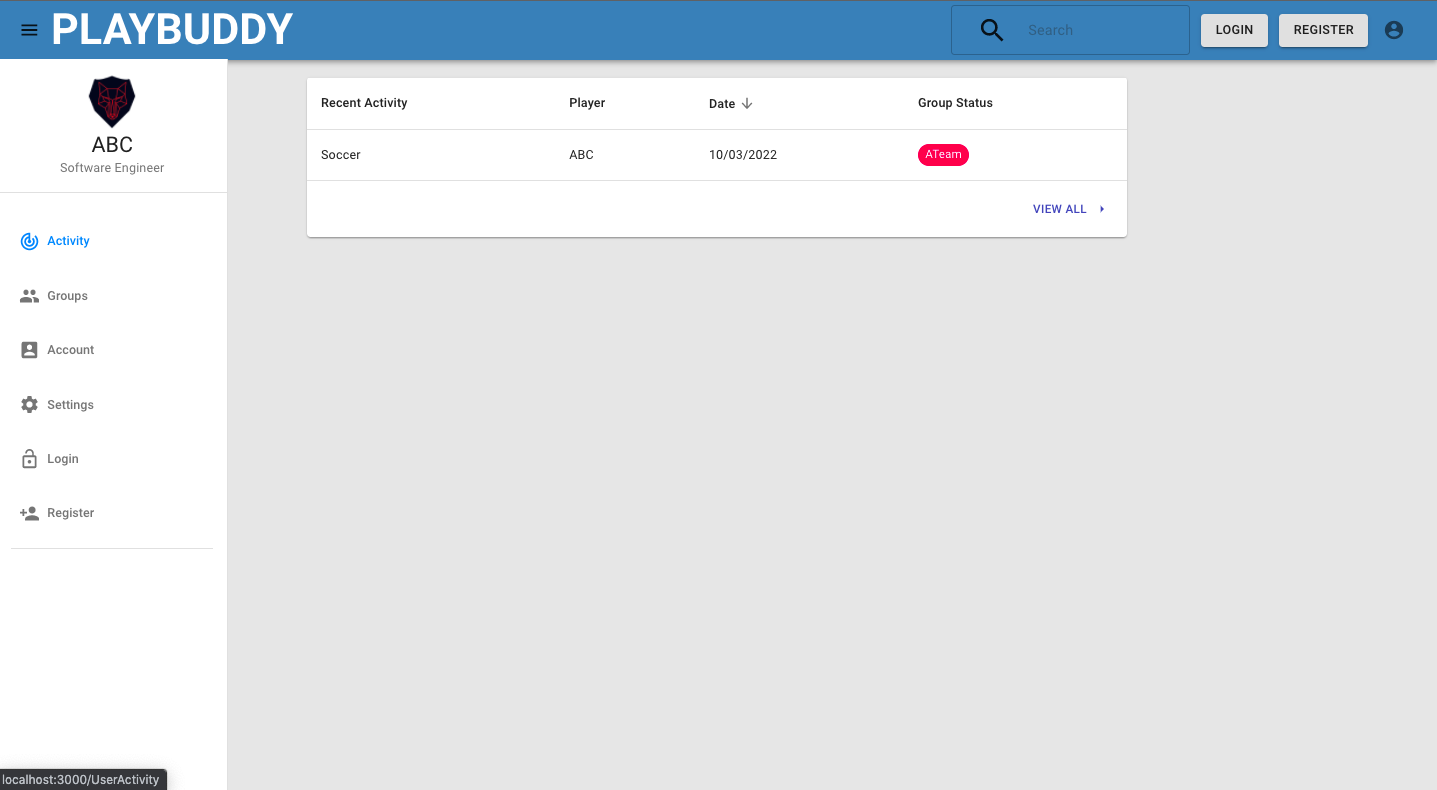 PLAYBUDDY
Search
LOGIN
REGISTER
ABC
Software Engineer
Activity
Groups
Account
Settings
Login
Register
Recent Activity Player Date Group Status
Soccer ABC 10/03/2022 ATeam
VIEW ALL
localhost:3000/UserActivity